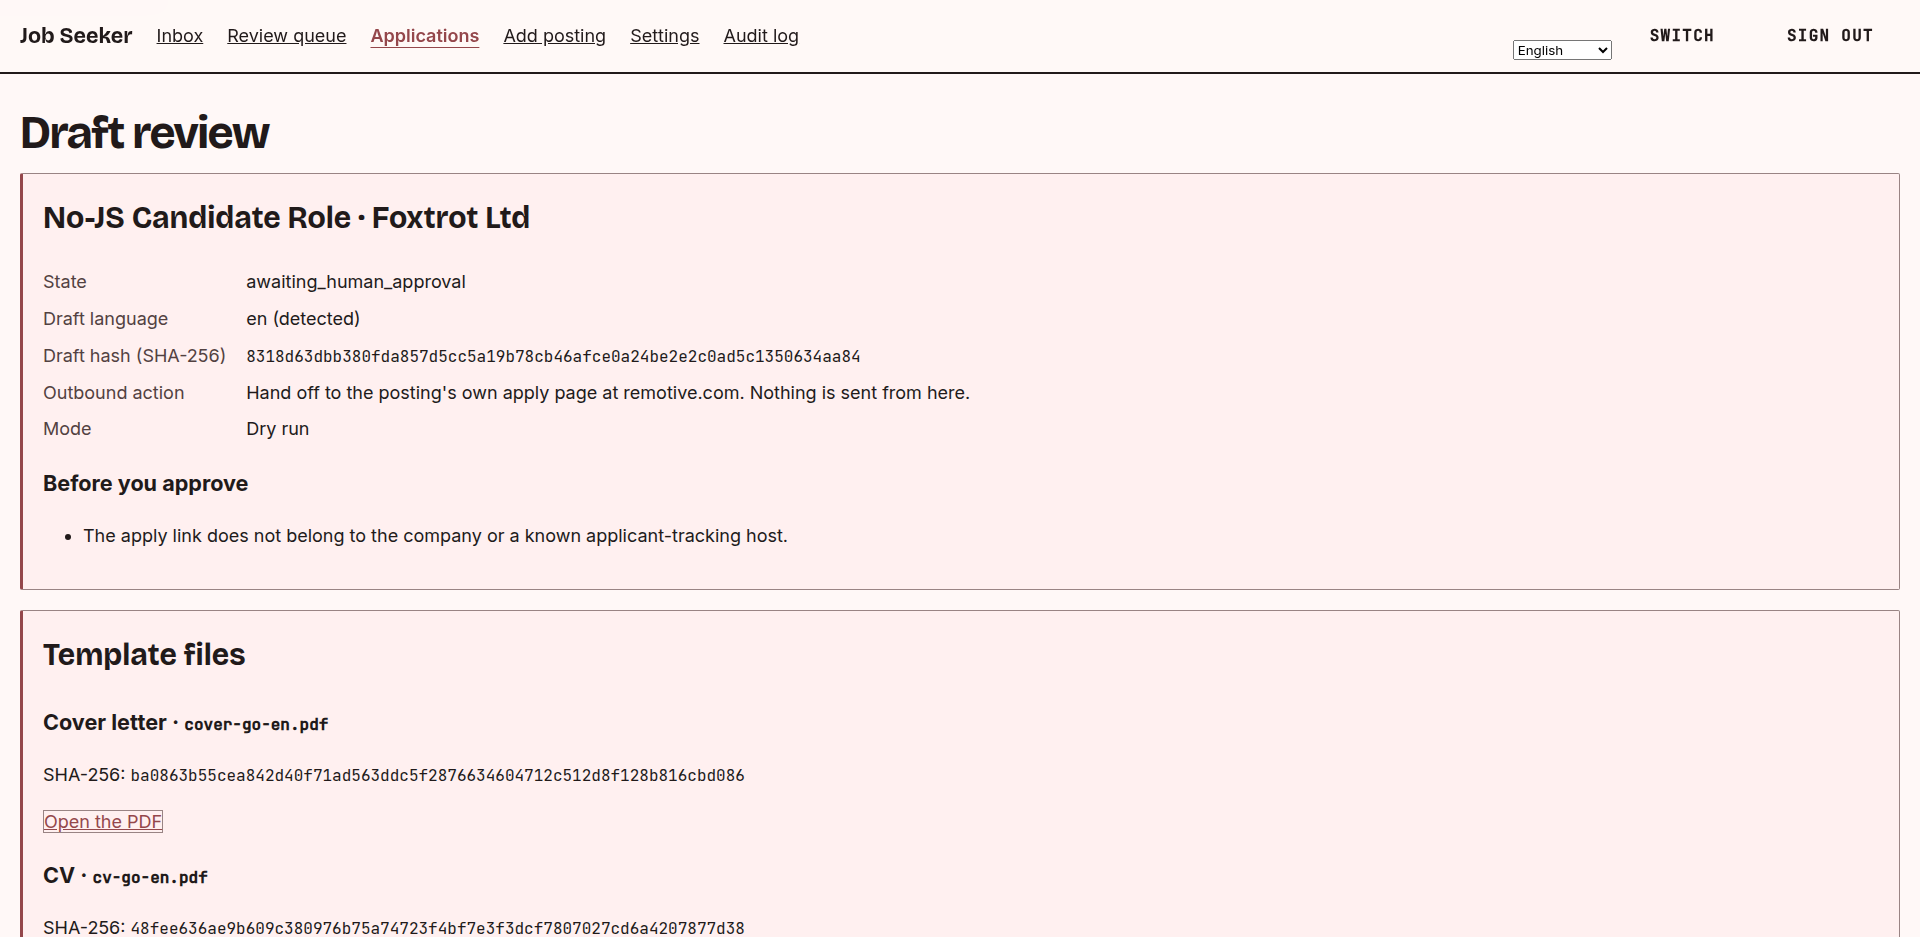 Job Seeker Inbox Review queue Applications Add posting Settings Audit log English SWITCH SIGN OUT
Draft review
No-JS Candidate Role · Foxtrot Ltd
State awaiting_human_approval
Draft language en (detected)
Draft hash (SHA-256) 8318d63dbb380fda857d5cc5a19b78cb46afce0a24be2e2c0ad5c1350634aa84
Outbound action Hand off to the posting's own apply page at remotive.com. Nothing is sent from here.
Mode Dry run
Before you approve
The apply link does not belong to the company or a known applicant-tracking host.
Template files
Cover letter · cover-go-en.pdf
SHA-256: ba0863b55cea842d40f71ad563ddc5f2876634604712c512d8f128b816cbd086
Open the PDF
CV · cv-go-en.pdf
SHA-256: 48fee636ae9b609c380976b75a74723f4bf7e3f3dcf7807027cd6a4207877d38